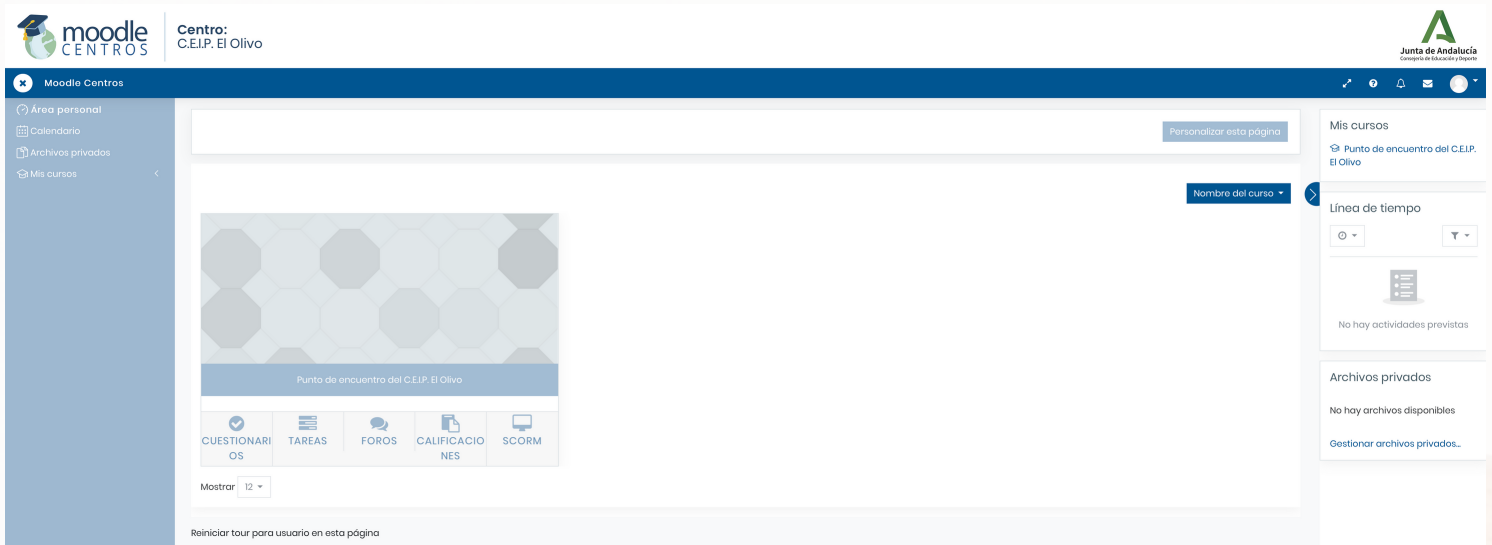 moodle
CENTROS
Centro:
C.E.I.P. El Olivo
Junta de Andalucía
Consejería de Educación y Deporte
Moodle Centros
Área personal
Calendario
Archivos privados
Mis cursos
Personalizar esta página
Nombre del curso
Punto de encuentro del C.E.I.P. El Olivo
CUESTIONARI
OS
TAREAS
FOROS
CALIFICACIO
NES
SCORM
Mostrar 12
Reiniciar tour para usuario en esta página
Mis cursos
Punto de encuentro del C.E.I.P.
El Olivo
Línea de tiempo
No hay actividades previstas
Archivos privados
No hay archivos disponibles
Gestionar archivos privados...